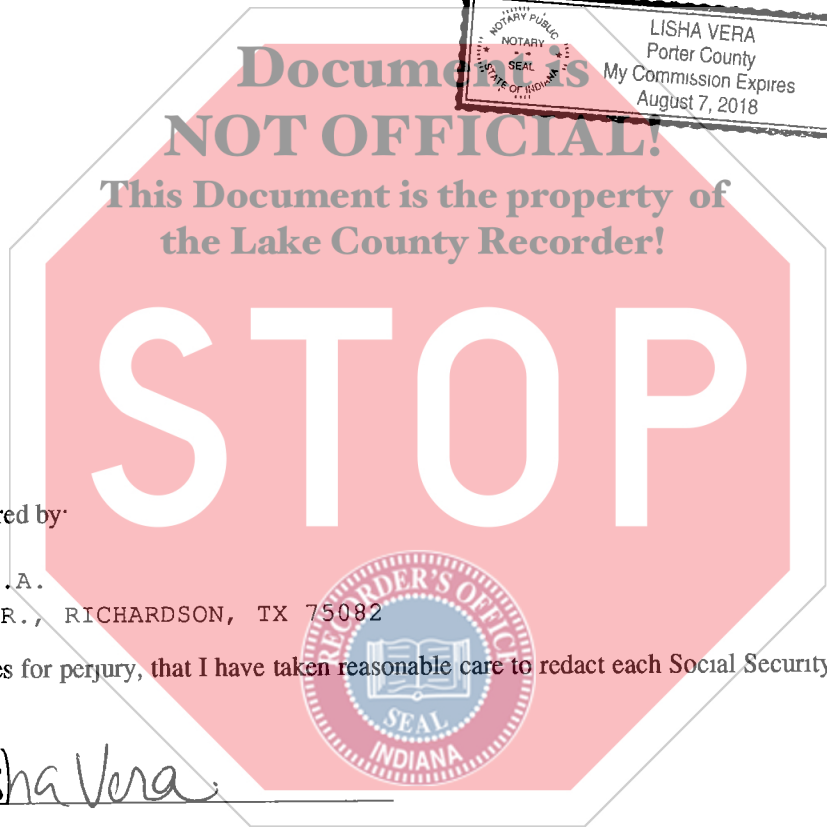 NOTARY PUBLIC
NOTARY
SEAL
STATE OF INDIANA
LISHA VERA
Porter County
My Commission Expires
August 7, 2018
Document is
NOT OFFICIAL!
This Document is the property of
the Lake County Recorder!
STOP
red by
.A.
R., RICHARDSON, TX 75082
es for perjury, that I have taken reasonable care to redact each Social Security
RECORDER'S OFFICE
SEAL
INDIANA
sha Vera